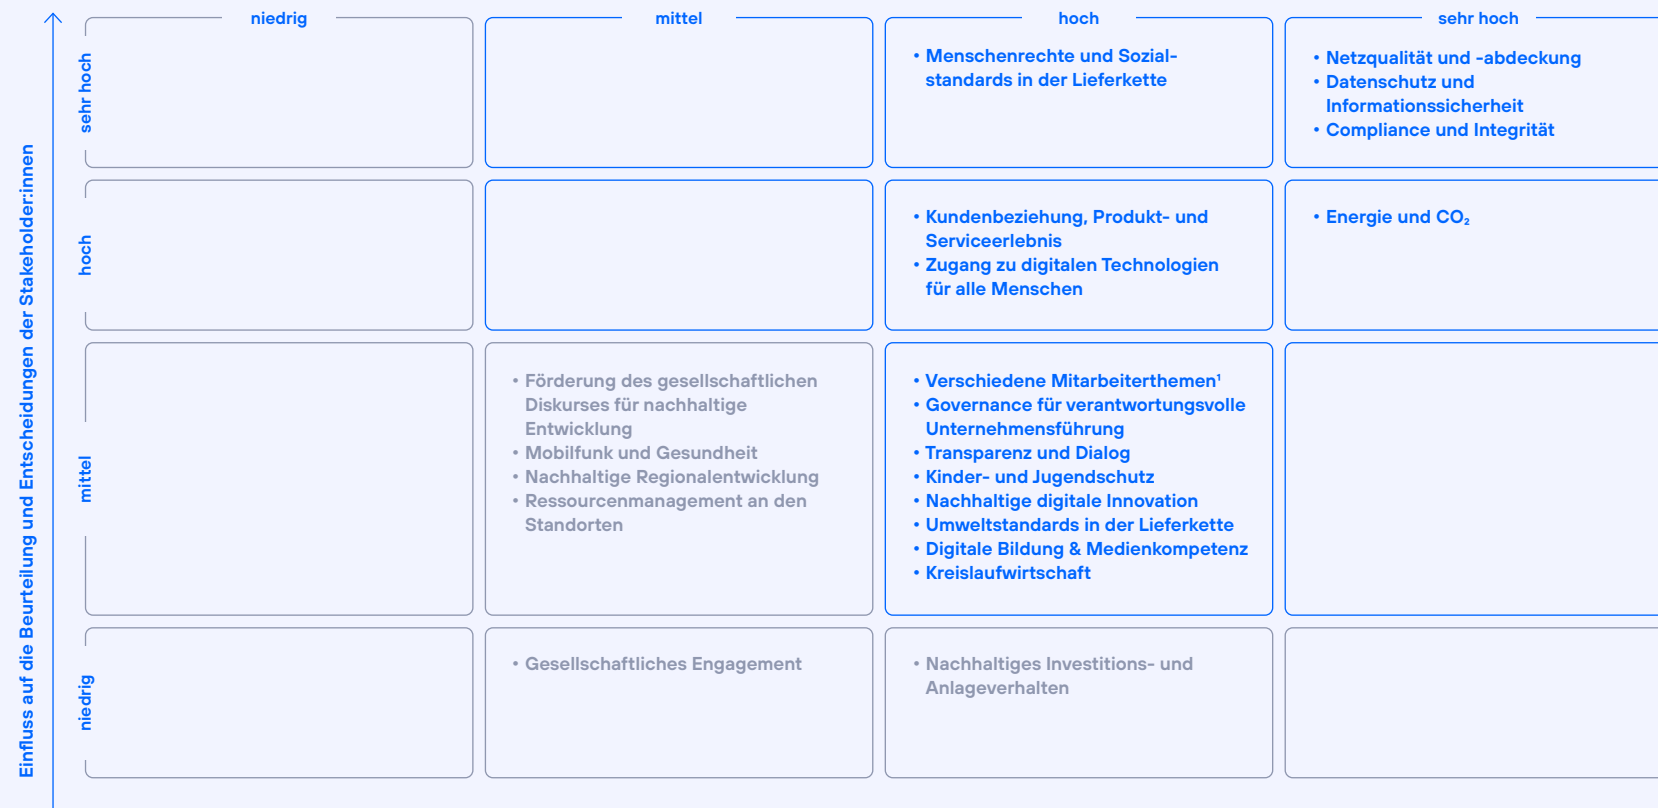 niedrig
mittel
hoch
sehr hoch
Einfluss auf die Beurteilung und Entscheidungen der Stakeholder:innen
sehr hoch
• Menschenrechte und Sozial-
standards in der Lieferkette
• Netzqualität und -abdeckung
• Datenschutz und
Informationssicherheit
• Compliance und Integrität
hoch
• Kundenbeziehung, Produkt- und
Serviceerlebnis
• Zugang zu digitalen Technologien
für alle Menschen
• Energie und CO₂
mittel
• Förderung des gesellschaftlichen
Diskurses für nachhaltige
Entwicklung
• Mobilfunk und Gesundheit
• Nachhaltige Regionalentwicklung
• Ressourcenmanagement an den
Standorten
• Verschiedene Mitarbeiterthemen¹
• Governance für verantwortungsvolle
Unternehmensführung
• Transparenz und Dialog
• Kinder- und Jugendschutz
• Nachhaltige digitale Innovation
• Umweltstandards in der Lieferkette
• Digitale Bildung & Medienkompetenz
• Kreislaufwirtschaft
niedrig
• Gesellschaftliches Engagement
• Nachhaltiges Investitions- und
Anlageverhalten